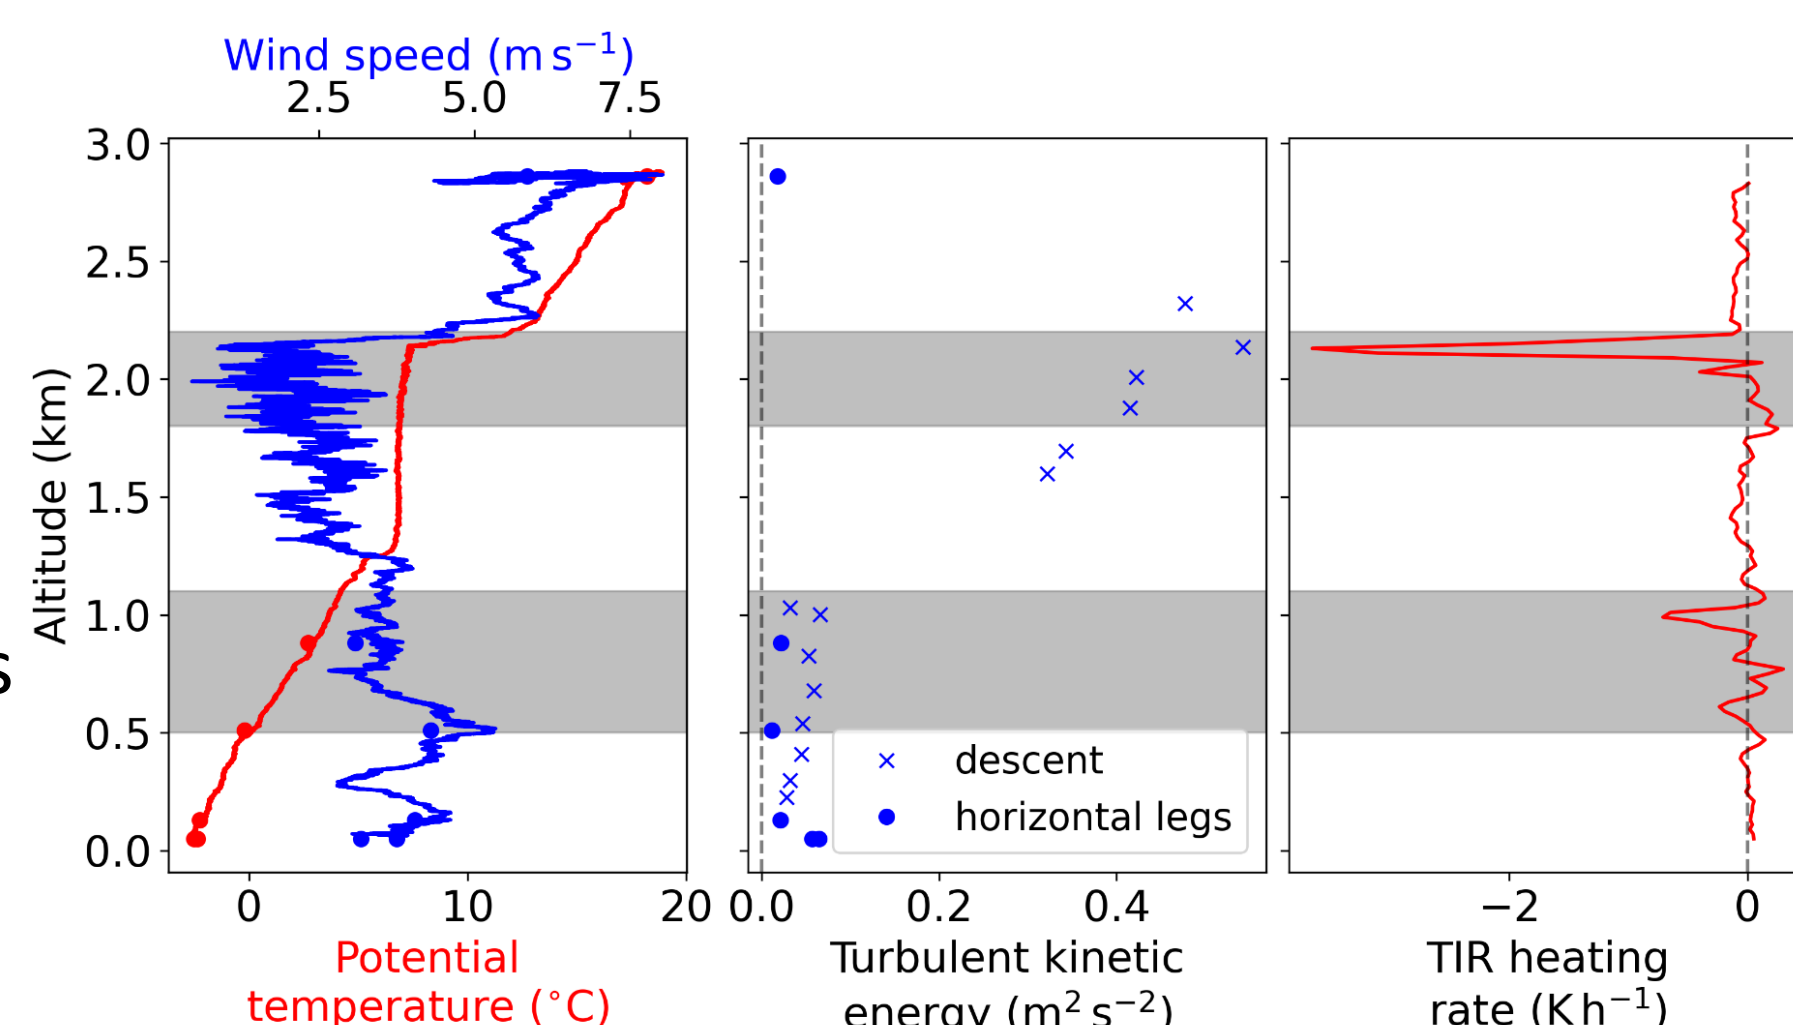 Wind speed (m s⁻¹)
2.5 5.0 7.5
3.0
2.5
2.0
1.5
1.0
0.5
0.0
Altitude (km)
s
descent
horizontal legs
0 10 20
0.0 0.2 0.4
−2 0
Potential
temperature (°C)
Turbulent kinetic
energy (m² s⁻²)
TIR heating
rate (K h⁻¹)